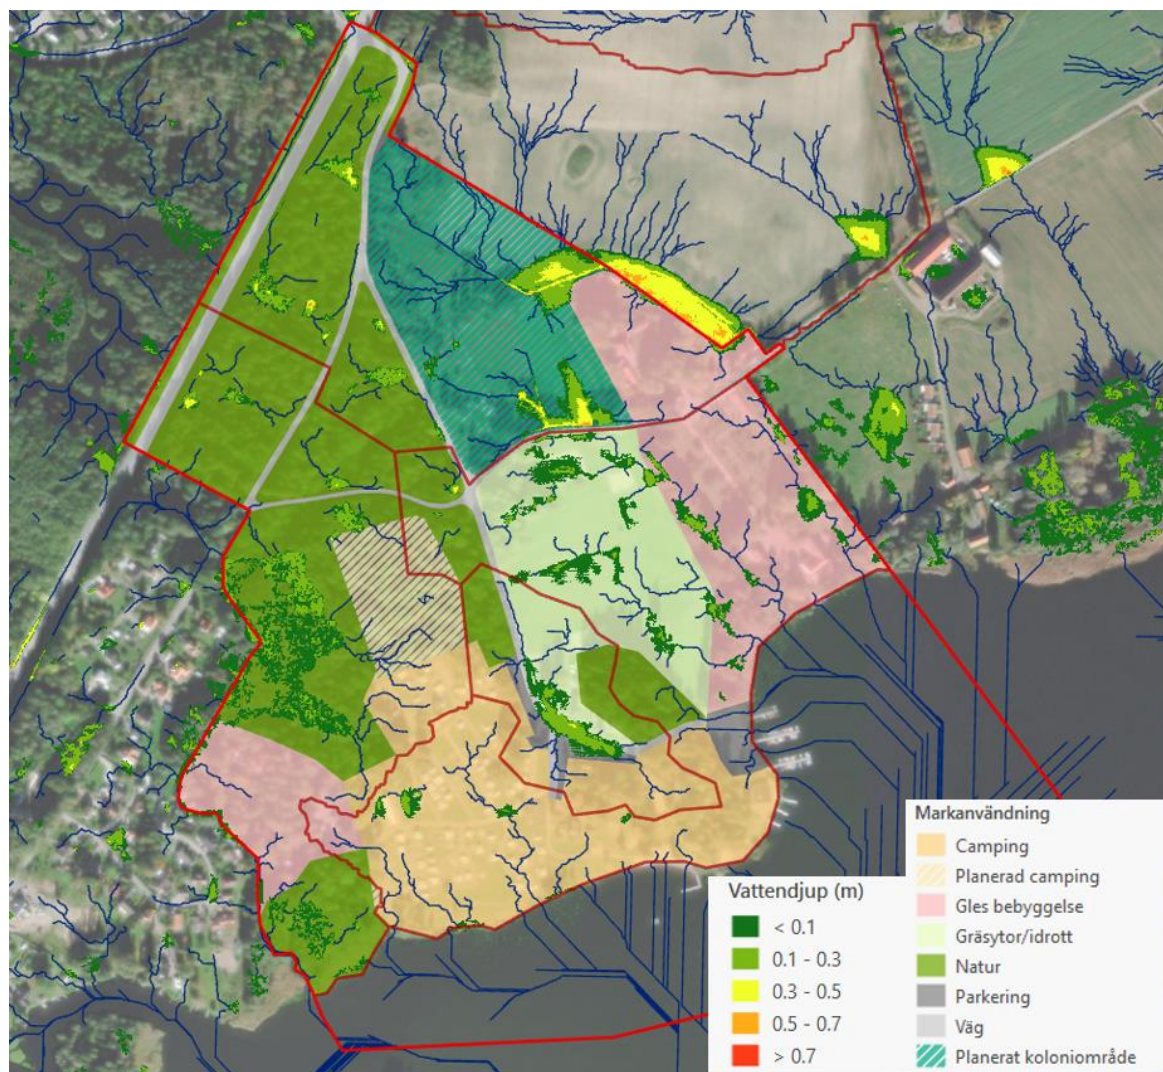 Markanvändning
Camping
Planerad camping
Gles bebyggelse
Gräsytor/idrott
Natur
Parkering
Väg
Planerat koloniområde
Vattendjup (m)
< 0.1
0.1 - 0.3
0.3 - 0.5
0.5 - 0.7
> 0.7